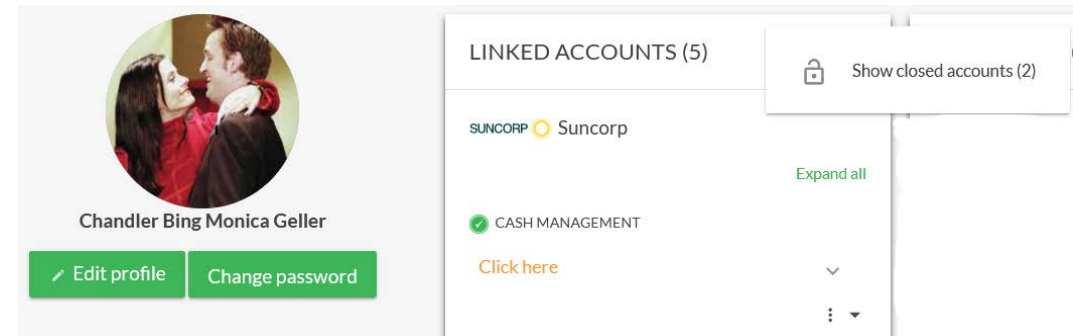 LINKED ACCOUNTS (5)
Show closed accounts (2)
SUNCORP Suncorp
Expand all
Chandler Bing Monica Geller
CASH MANAGEMENT
Edit profile
Change password
Click here